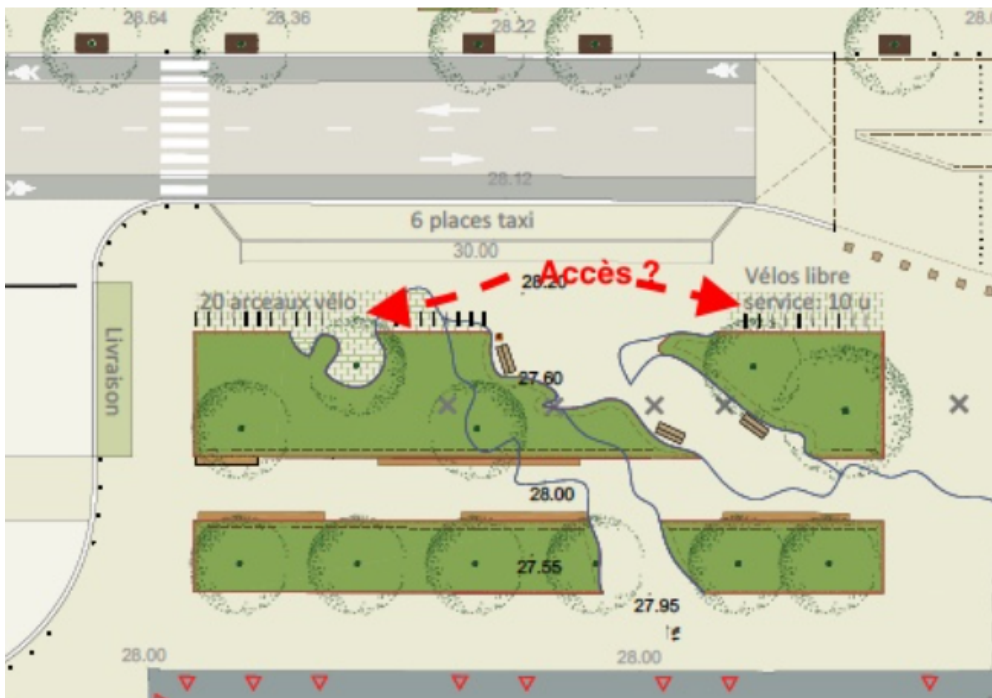 28.64
28.36
28.22
28.12
6 places taxi
30.00
Accès ?
28.20
20 arceaux vélo
Vélos libre
service: 10 u
Livraison
27.60
28.00
27.55
27.95
28.00
28.00